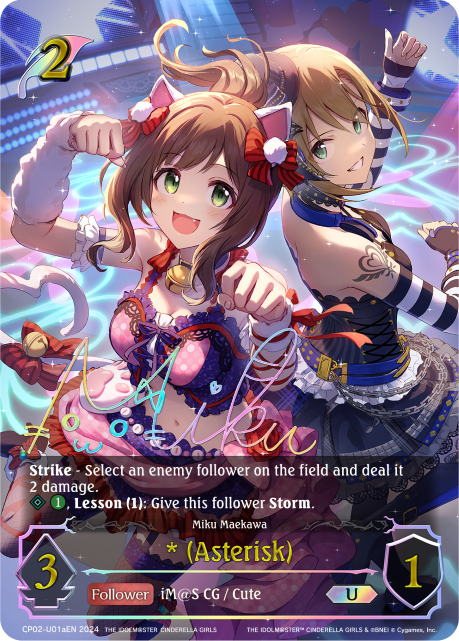 2
Miku
Strike - Select an enemy follower on the field and deal it
2 damage.
1, Lesson (1): Give this follower Storm.
Miku Maekawa
* (Asterisk)
3
1
Follower iM@S CG / Cute
U
CP02-U01aEN 2024 THE IDOLM@STER CINDERELLA GIRLS THE IDOLM@STER™ CINDERELLA GIRLS & ©BNEI © Cygames, Inc.